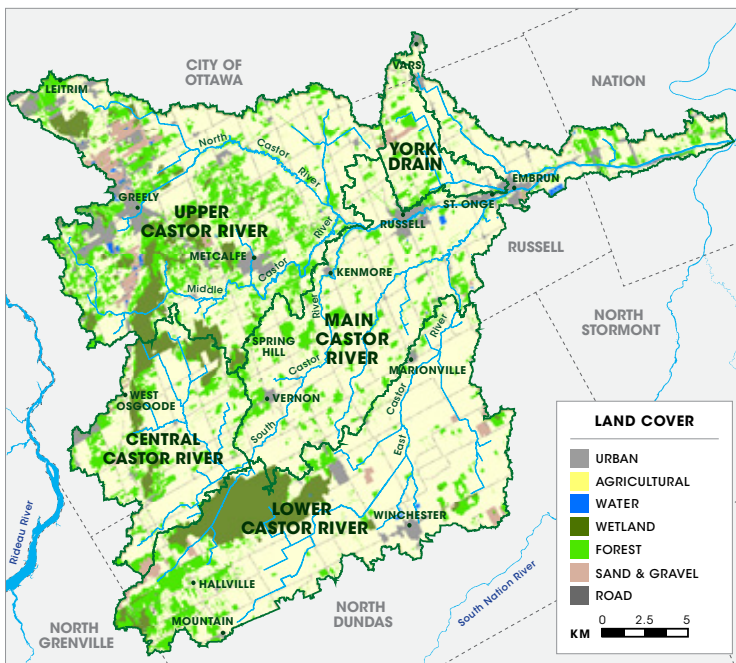 CITY OF
OTTAWA
VARS
NATION
LEITRIM
North
Castor
River
YORK
DRAIN
EMBRUN
GREELY
ST. ONGE
UPPER
CASTOR RIVER
RUSSELL
RUSSELL
METCALFE
River
Castor
KENMORE
Middle
River
MAIN
CASTOR
RIVER
NORTH
STORMONT
SPRING
HILL
River
Castor
MARIONVILLE
WEST
OSGOODE
VERNON
Castor
CENTRAL
CASTOR RIVER
South
East
LOWER
CASTOR RIVER
WINCHESTER
Rideau River
HALLVILLE
South Nation River
MOUNTAIN
NORTH
DUNDAS
NORTH
GRENVILLE
LAND COVER
URBAN
AGRICULTURAL
WATER
WETLAND
FOREST
SAND & GRAVEL
ROAD
KM 0 2.5 5